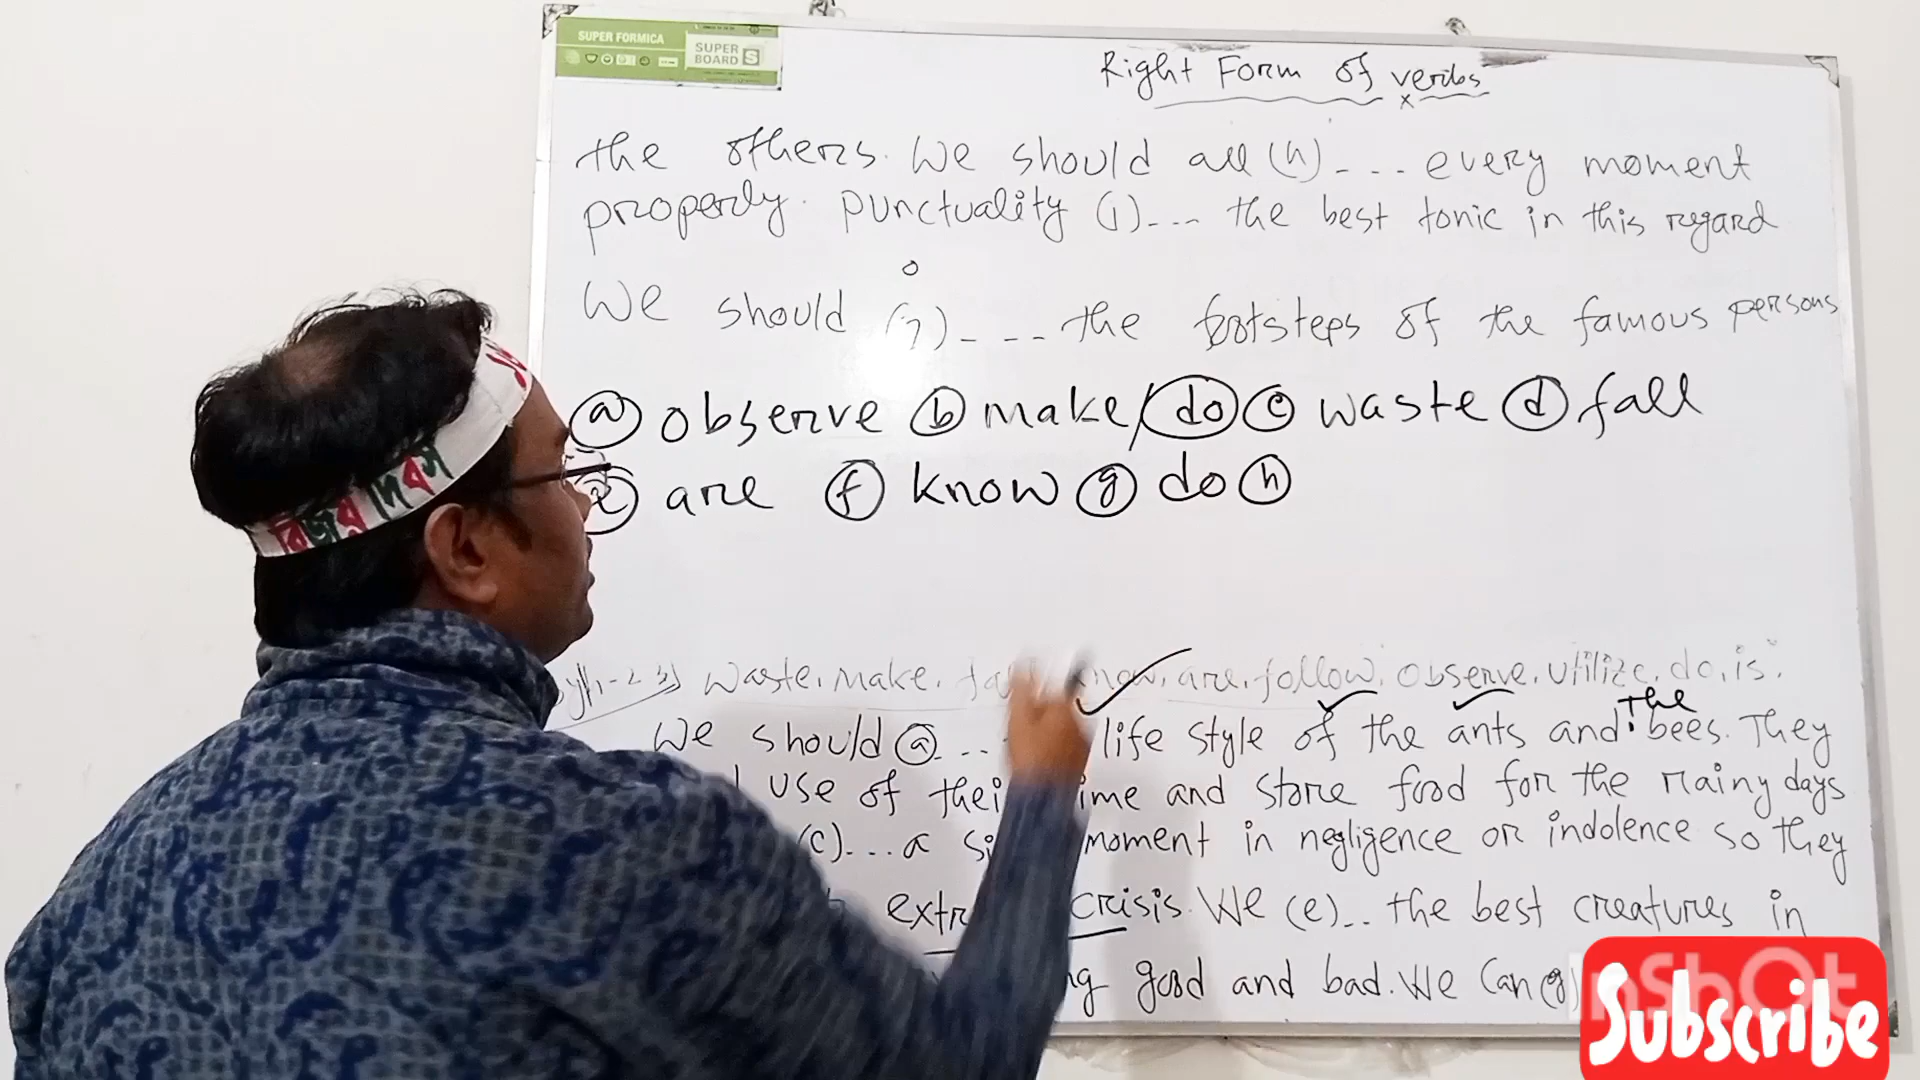 SUPER FORMICA
SUPER BOARD S
Right Form of verbs
the others. We should all (h) - - - every moment
properly. punctuality (i) --- the best tonic in this regard
We should (j) - - -- the footsteps of the famous persons
ⓐ observe ⓑ make/do ⓒ waste ⓓ fall
are ⓕ know ⓖ do ⓗ
waste, make, know, are, follow, observe, utilize, do, is.
We should ⓐ ... life style of the ants and the bees. They
use of their time and store food for the rainy days
(c)... a moment in negligence or indolence so they
crisis. We (e).. the best creatures in
good and bad. We can (g)
বিজয় দিবস
InShOt
Subscribe